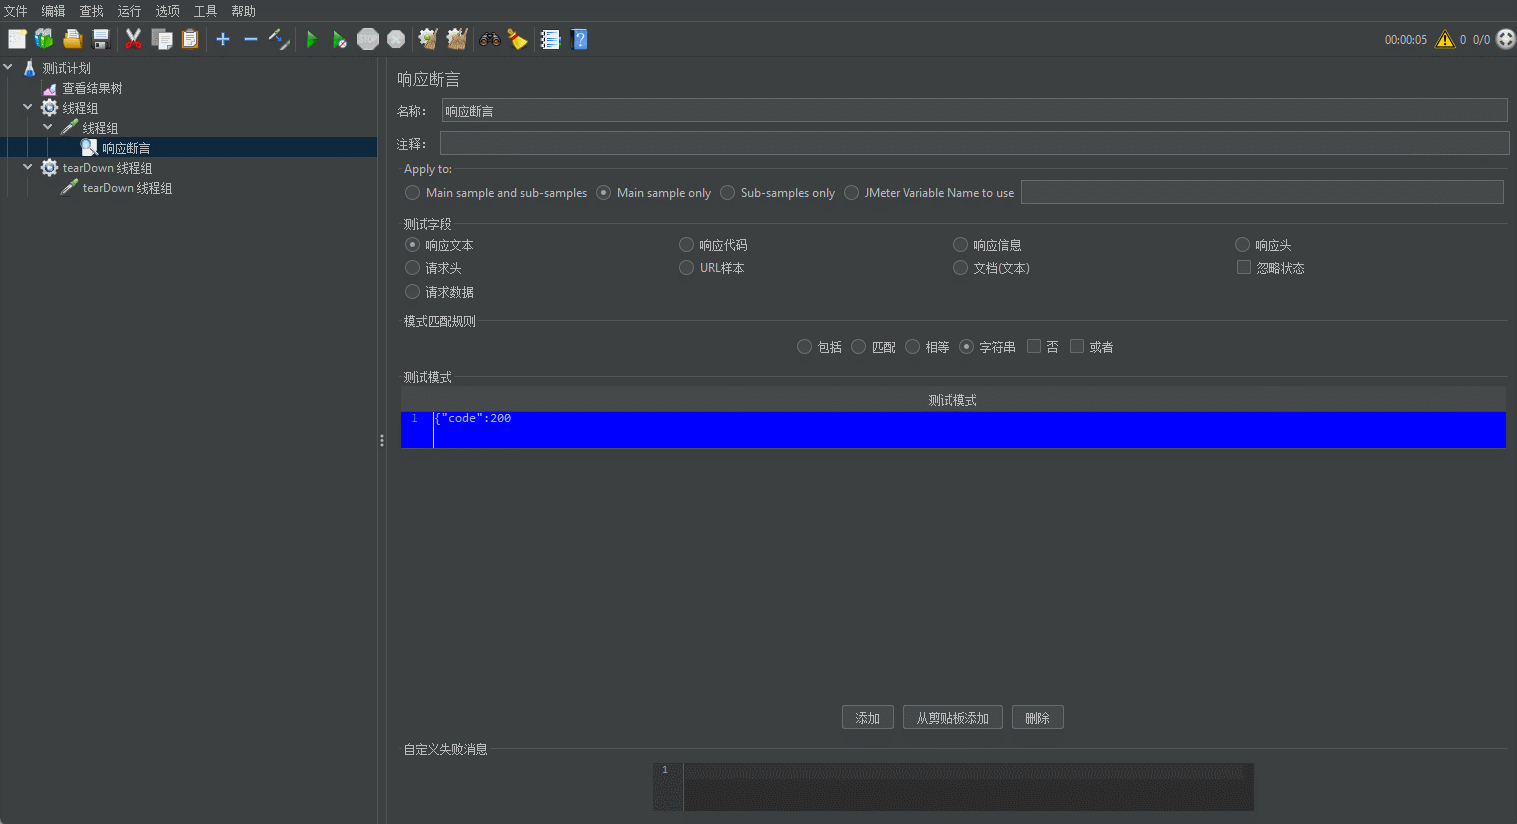 文件 编辑 查找 运行 选项 工具 帮助
STOP
00:00:05 0 0/0
测试计划
查看结果树
线程组
线程组
响应断言
tearDown 线程组
tearDown 线程组
响应断言
名称： 响应断言
注释：
Apply to:
Main sample and sub-samples Main sample only Sub-samples only JMeter Variable Name to use
测试字段
响应文本 响应代码 响应信息 响应头
请求头 URL样本 文档(文本) 忽略状态
请求数据
模式匹配规则
包括 匹配 相等 字符串 否 或者
测试模式
测试模式
1 {"code":200
添加 从剪贴板添加 删除
自定义失败消息
1